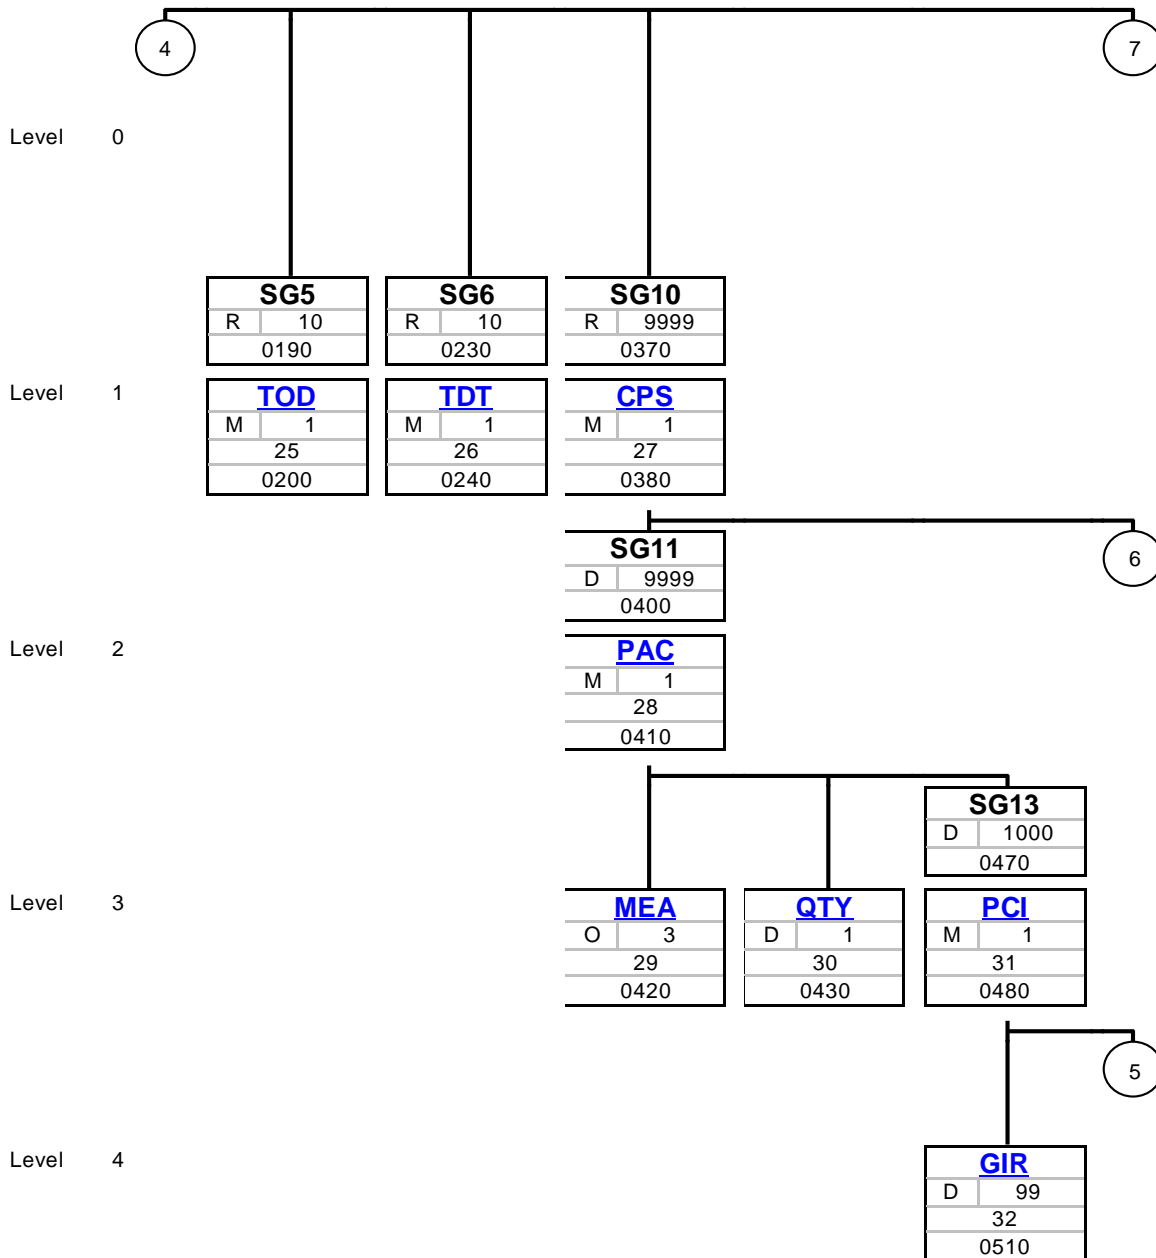 4 7
Level 0
SG5 SG6 SG10
R 10 R 10 R 9999
0190 0230 0370
Level 1 TOD TDT CPS
M 1 M 1 M 1
25 26 27
0200 0240 0380
SG11 6
D 9999
0400
Level 2 PAC
M 1
28
0410
SG13
D 1000
0470
Level 3 MEA QTY PCI
O 3 D 1 M 1
29 30 31
0420 0430 0480
5
Level 4 GIR
D 99
32
0510